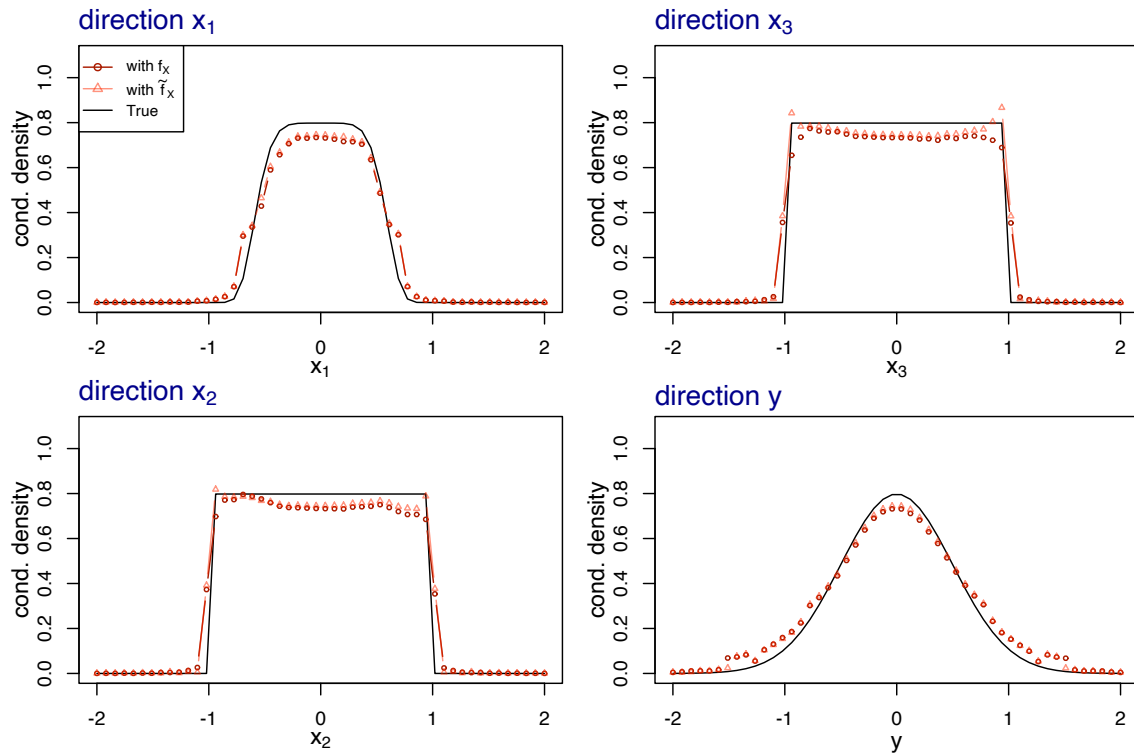 direction x₁
with fₓ
with f̃ₓ
True
cond. density
0.0 0.2 0.4 0.6 0.8 1.0
-2 -1 0 1 2
x₁
direction x₃
cond. density
0.0 0.2 0.4 0.6 0.8 1.0
-2 -1 0 1 2
x₃
direction x₂
cond. density
0.0 0.2 0.4 0.6 0.8 1.0
-2 -1 0 1 2
x₂
direction y
cond. density
0.0 0.2 0.4 0.6 0.8 1.0
-2 -1 0 1 2
y